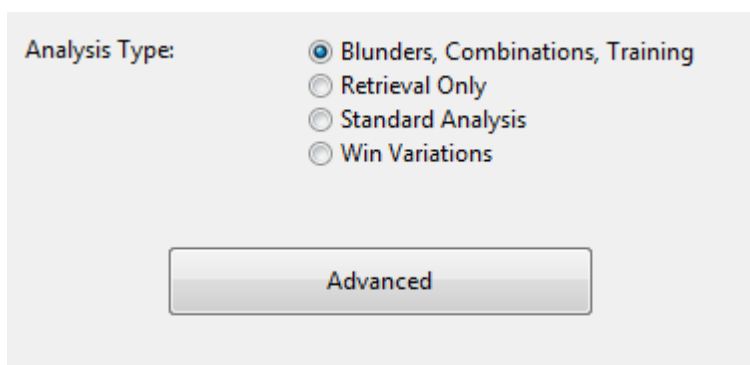 Analysis Type:
Blunders, Combinations, Training
Retrieval Only
Standard Analysis
Win Variations
Advanced